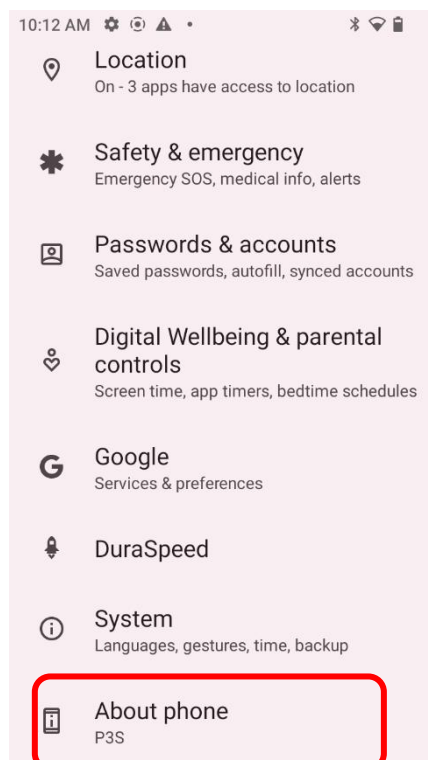 10:12 AM
Location
On - 3 apps have access to location
Safety & emergency
Emergency SOS, medical info, alerts
Passwords & accounts
Saved passwords, autofill, synced accounts
Digital Wellbeing & parental
controls
Screen time, app timers, bedtime schedules
Google
Services & preferences
DuraSpeed
System
Languages, gestures, time, backup
About phone
P3S